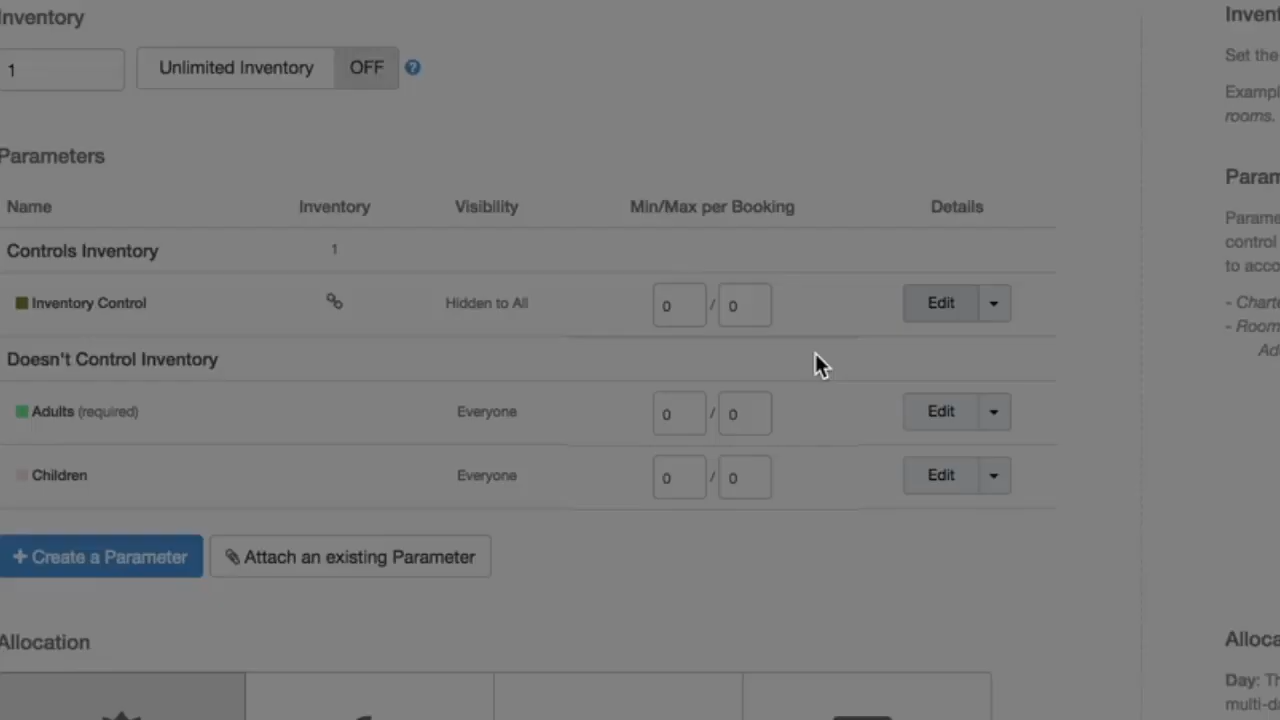 Inventory
1 Unlimited Inventory OFF ?
Parameters
Name Inventory Visibility Min/Max per Booking Details
Controls Inventory 1
Inventory Control Hidden to All 0 / 0 Edit
Doesn't Control Inventory
Adults (required) Everyone 0 / 0 Edit
Children Everyone 0 / 0 Edit
+ Create a Parameter Attach an existing Parameter
Allocation
Invent
Set the
Exampl
rooms.
Param
Parame
control
to acco
- Charte
- Room
Ad
Alloca
Day: Th
multi-da